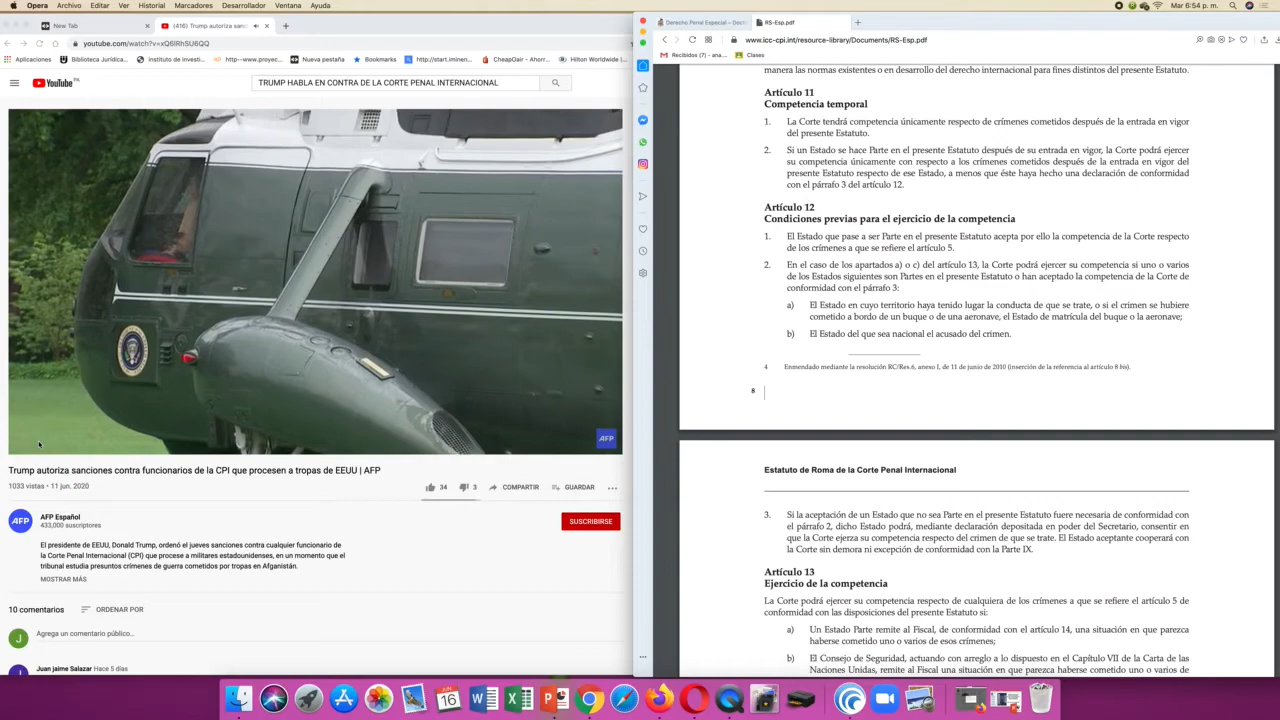 Opera Archivo Editar Ver Historial Marcadores Desarrollador Ventana Ayuda
Mar 6:54 p. m.
New Tab
(416) Trump autoriza sanc
youtube.com/watch?v=xQ6lRhSU6QQ
Aplicaciones
Biblioteca Jurídica
instituto de investi...
http--www.proyec...
Nueva pestaña
Bookmarks
http://start.iminen...
CheapOair - Ahorr...
Hilton Worldwide |...
YouTube PA
TRUMP HABLA EN CONTRA DE LA CORTE PENAL INTERNACIONAL
AFP
Trump autoriza sanciones contra funcionarios de la CPI que procesen a tropas de EEUU | AFP
1033 vistas • 11 jun. 2020
34
3
COMPARTIR
GUARDAR
AFP
AFP Español
433,000 suscriptores
SUSCRIBIRSE
El presidente de EEUU, Donald Trump, ordenó el jueves sanciones contra cualquier funcionario de
la Corte Penal Internacional (CPI) que procese a militares estadounidenses, en un momento que el
tribunal estudia presuntos crímenes de guerra cometidos por tropas en Afganistán.
MOSTRAR MÁS
10 comentarios
ORDENAR POR
J
Agrega un comentario público...
Juan jaime Salazar Hace 5 días
Derecho Penal Especial – Doct
RS-Esp.pdf
www.icc-cpi.int/resource-library/Documents/RS-Esp.pdf
Recibidos (7) - ana....
Clases
manera las normas existentes o en desarrollo del derecho internacional para fines distintos del presente Estatuto.
Artículo 11
Competencia temporal
1. La Corte tendrá competencia únicamente respecto de crímenes cometidos después de la entrada en vigor
del presente Estatuto.
2. Si un Estado se hace Parte en el presente Estatuto después de su entrada en vigor, la Corte podrá ejercer
su competencia únicamente con respecto a los crímenes cometidos después de la entrada en vigor del
presente Estatuto respecto de ese Estado, a menos que éste haya hecho una declaración de conformidad
con el párrafo 3 del artículo 12.
Artículo 12
Condiciones previas para el ejercicio de la competencia
1. El Estado que pase a ser Parte en el presente Estatuto acepta por ello la competencia de la Corte respecto
de los crímenes a que se refiere el artículo 5.
2. En el caso de los apartados a) o c) del artículo 13, la Corte podrá ejercer su competencia si uno o varios
de los Estados siguientes son Partes en el presente Estatuto o han aceptado la competencia de la Corte de
conformidad con el párrafo 3:
a) El Estado en cuyo territorio haya tenido lugar la conducta de que se trate, o si el crimen se hubiere
cometido a bordo de un buque o de una aeronave, el Estado de matrícula del buque o la aeronave;
b) El Estado del que sea nacional el acusado del crimen.
4 Enmendado mediante la resolución RC/Res.6, anexo I, de 11 de junio de 2010 (inserción de la referencia al artículo 8 bis).
8
Estatuto de Roma de la Corte Penal Internacional
3. Si la aceptación de un Estado que no sea Parte en el presente Estatuto fuere necesaria de conformidad con
el párrafo 2, dicho Estado podrá, mediante declaración depositada en poder del Secretario, consentir en
que la Corte ejerza su competencia respecto del crimen de que se trate. El Estado aceptante cooperará con
la Corte sin demora ni excepción de conformidad con la Parte IX.
Artículo 13
Ejercicio de la competencia
La Corte podrá ejercer su competencia respecto de cualquiera de los crímenes a que se refiere el artículo 5 de
conformidad con las disposiciones del presente Estatuto si:
a) Un Estado Parte remite al Fiscal, de conformidad con el artículo 14, una situación en que parezca
haberse cometido uno o varios de esos crímenes;
b) El Consejo de Seguridad, actuando con arreglo a lo dispuesto en el Capítulo VII de la Carta de las
Naciones Unidas, remite al Fiscal una situación en que parezca haberse cometido uno o varios de
16